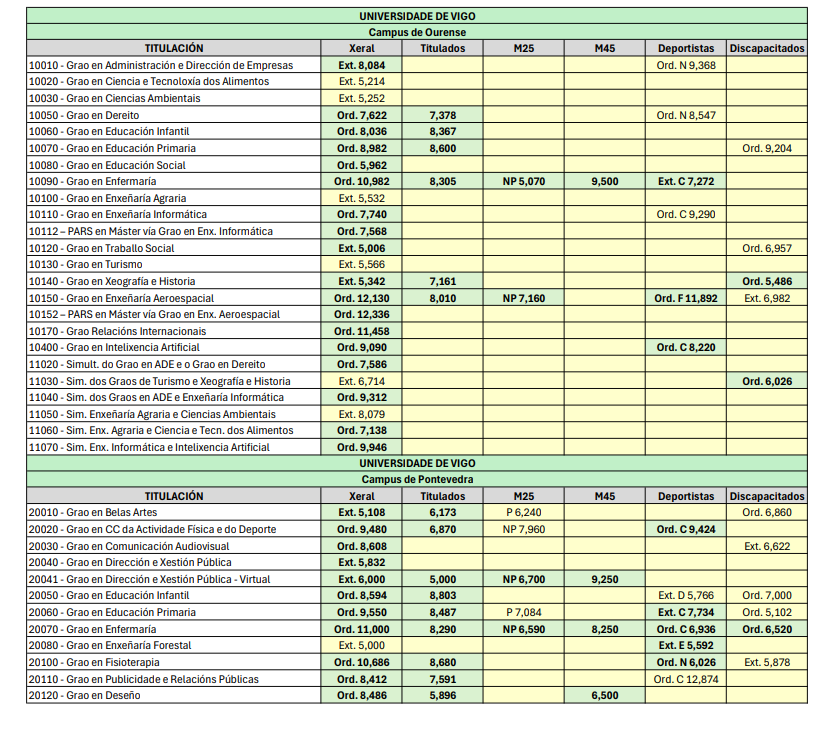 UNIVERSIDADE DE VIGO
Campus de Ourense
TITULACIÓN Xeral Titulados M25 M45 Deportistas Discapacitados
10010 - Grao en Administración e Dirección de Empresas Ext. 8,084 Ord. N 9,368
10020 - Grao en Ciencia e Tecnoloxía dos Alimentos Ext. 5,214
10030 - Grao en Ciencias Ambientais Ext. 5,252
10050 - Grao en Dereito Ord. 7,622 7,378 Ord. N 8,547
10060 - Grao en Educación Infantil Ord. 8,036 8,367
10070 - Grao en Educación Primaria Ord. 8,982 8,600 Ord. 9,204
10080 - Grao en Educación Social Ord. 5,962
10090 - Grao en Enfermaría Ord. 10,982 8,305 NP 5,070 9,500 Ext. C 7,272
10100 - Grao en Enxeñaría Agraria Ext. 5,532
10110 - Grao en Enxeñaría Informática Ord. 7,740 Ord. C 9,290
10112 – PARS en Máster vía Grao en Enx. Informática Ord. 7,568
10120 - Grao en Traballo Social Ext. 5,006 Ord. 6,957
10130 - Grao en Turismo Ext. 5,566
10140 - Grao en Xeografía e Historia Ext. 5,342 7,161 Ord. 5,486
10150 - Grao en Enxeñaría Aeroespacial Ord. 12,130 8,010 NP 7,160 Ord. F 11,892 Ext. 6,982
10152 – PARS en Máster vía Grao en Enx. Aeroespacial Ord. 12,336
10170 - Grao Relacións Internacionais Ord. 11,458
10400 - Grao en Intelixencia Artificial Ord. 9,090 Ord. C 8,220
11020 - Simult. do Grao en ADE e o Grao en Dereito Ord. 7,586
11030 - Sim. dos Graos de Turismo e Xeografía e Historia Ext. 6,714 Ord. 6,026
11040 - Sim. dos Graos en ADE e Enxeñaría Informática Ord. 9,312
11050 - Sim. Enxeñaría Agraria e Ciencias Ambientais Ext. 8,079
11060 - Sim. Enx. Agraria e Ciencia e Tecn. dos Alimentos Ord. 7,138
11070 - Sim. Enx. Informática e Intelixencia Artificial Ord. 9,946
UNIVERSIDADE DE VIGO
Campus de Pontevedra
TITULACIÓN Xeral Titulados M25 M45 Deportistas Discapacitados
20010 - Grao en Belas Artes Ext. 5,108 6,173 P 6,240 Ord. 6,860
20020 - Grao en CC da Actividade Física e do Deporte Ord. 9,480 6,870 NP 7,960 Ord. C 9,424
20030 - Grao en Comunicación Audiovisual Ord. 8,608 Ext. 6,622
20040 - Grao en Dirección e Xestión Pública Ext. 5,832
20041 - Grao en Dirección e Xestión Pública - Virtual Ext. 6,000 5,000 NP 6,700 9,250
20050 - Grao en Educación Infantil Ord. 8,594 8,803 Ext. D 5,766 Ord. 7,000
20060 - Grao en Educación Primaria Ord. 9,550 8,487 P 7,084 Ext. C 7,734 Ord. 5,102
20070 - Grao en Enfermaría Ord. 11,000 8,290 NP 6,590 8,250 Ord. C 6,936 Ord. 6,520
20080 - Grao en Enxeñaría Forestal Ext. 5,000 Ext. E 5,592
20100 - Grao en Fisioterapia Ord. 10,686 8,680 Ord. N 6,026 Ext. 5,878
20110 - Grao en Publicidade e Relacións Públicas Ord. 8,412 7,591 Ord. C 12,874
20120 - Grao en Deseño Ord. 8,486 5,896 6,500